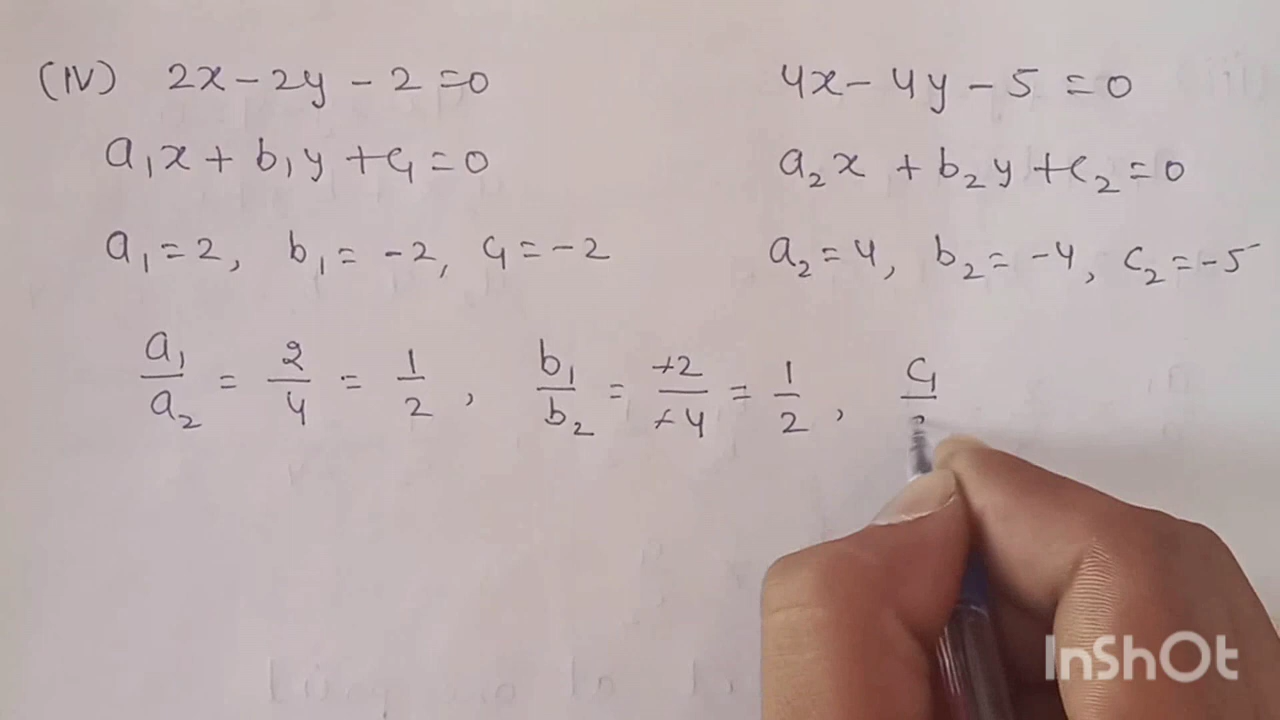 (IV) 2x - 2y - 2 = 0
4x - 4y - 5 = 0
a₁x + b₁y + c₁ = 0
a₂x + b₂y + c₂ = 0
a₁ = 2, b₁ = -2, c₁ = -2
a₂ = 4, b₂ = -4, c₂ = -5
a₁/a₂ = 2/4 = 1/2, b₁/b₂ = -2/-4 = 1/2, c₁/
InShOt